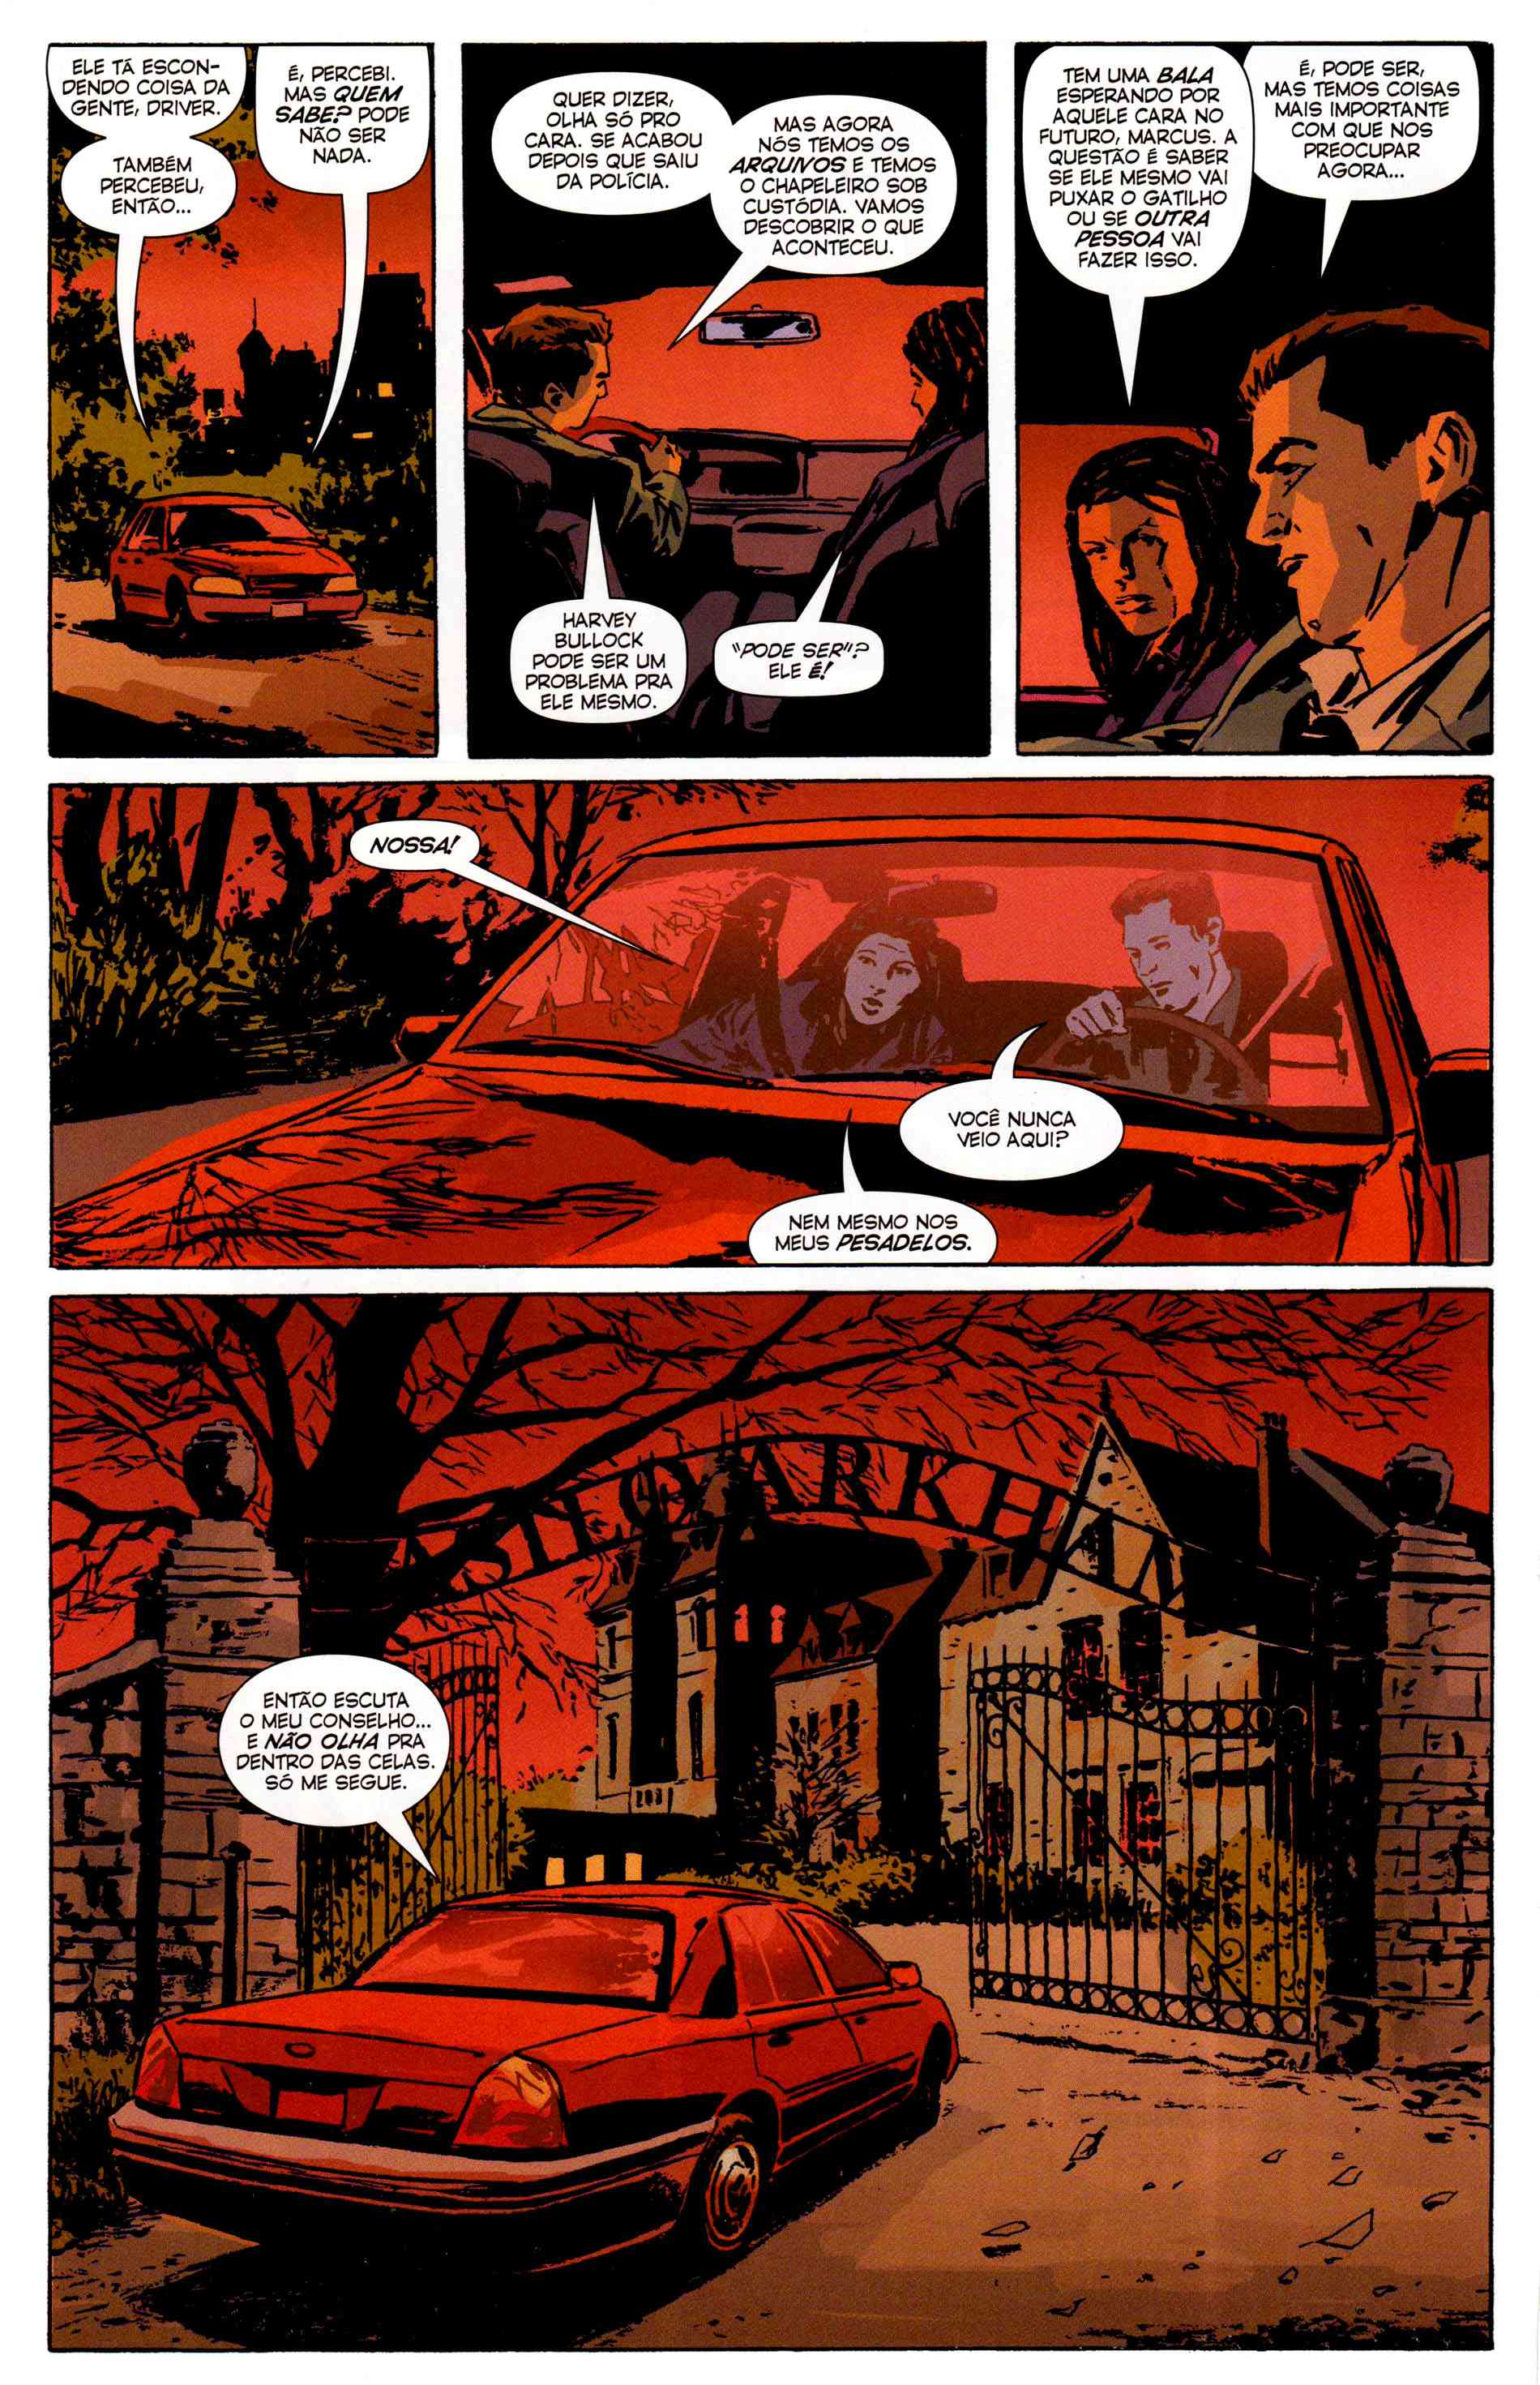 ELE TÁ ESCON-
DENDO COISA DA
GENTE, DRIVER.
TAMBÉM
PERCEBEU,
ENTÃO...
É, PERCEBI.
MAS QUEM
SABE? PODE
NÃO SER
NADA.
QUER DIZER,
OLHA SÓ PRO
CARA. SE ACABOU
DEPOIS QUE SAIU
DA POLÍCIA.
MAS AGORA
NÓS TEMOS OS
ARQUIVOS E TEMOS
O CHAPELEIRO SOB
CUSTÓDIA. VAMOS
DESCOBRIR O QUE
ACONTECEU.
HARVEY
BULLOCK
PODE SER UM
PROBLEMA PRA
ELE MESMO.
"PODE SER"?
ELE É!
TEM UMA BALA
ESPERANDO POR
AQUELE CARA NO
FUTURO, MARCUS. A
QUESTÃO É SABER
SE ELE MESMO VAI
PUXAR O GATILHO
OU SE OUTRA
PESSOA VAI
FAZER ISSO.
É, PODE SER,
MAS TEMOS COISAS
MAIS IMPORTANTE
COM QUE NOS
PREOCUPAR
AGORA...
NOSSA!
VOCÊ NUNCA
VEIO AQUI?
NEM MESMO NOS
MEUS PESADELOS.
ASILO ARKHAM
ENTÃO ESCUTA
O MEU CONSELHO...
E NÃO OLHA PRA
DENTRO DAS CELAS.
SÓ ME SEGUE.